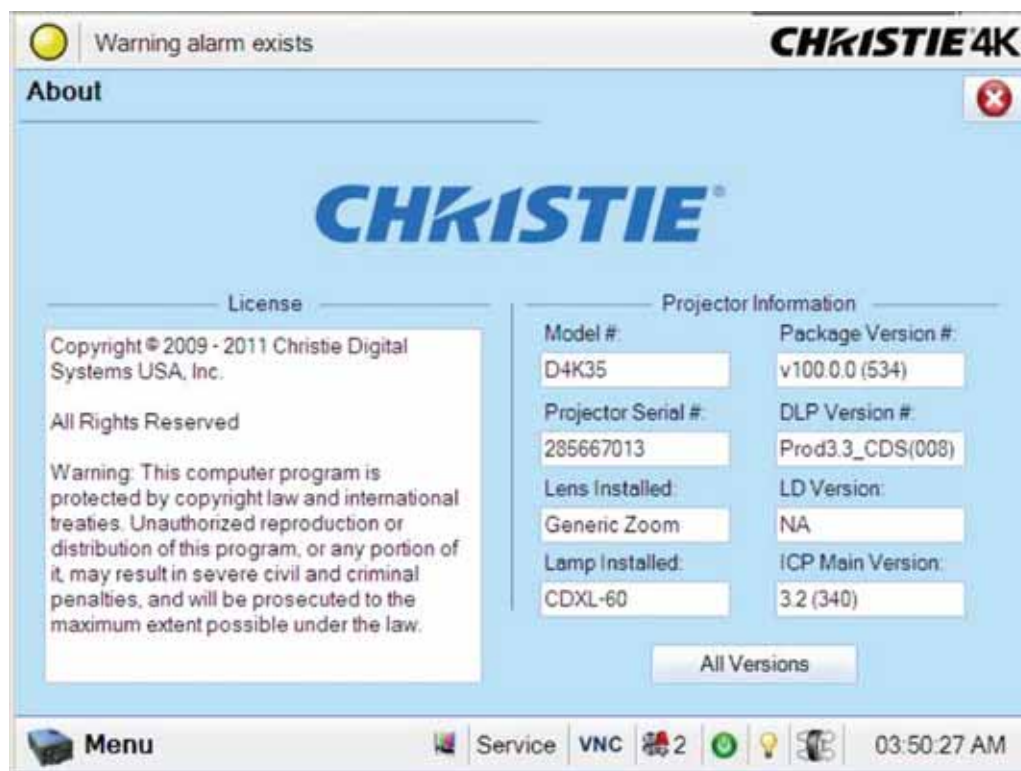 Warning alarm exists
CHRISTIE 4K
About
CHRISTIE®
License
Copyright © 2009 - 2011 Christie Digital
Systems USA, Inc.
All Rights Reserved
Warning: This computer program is
protected by copyright law and international
treaties. Unauthorized reproduction or
distribution of this program, or any portion of
it, may result in severe civil and criminal
penalties, and will be prosecuted to the
maximum extent possible under the law.
Projector Information
Model #:
D4K35
Projector Serial #:
285667013
Lens Installed:
Generic Zoom
Lamp Installed:
CDXL-60
Package Version #:
v100.0.0 (534)
DLP Version #:
Prod3.3_CDS(008)
LD Version:
NA
ICP Main Version:
3.2 (340)
All Versions
Menu
Service
VNC
2
03:50:27 AM